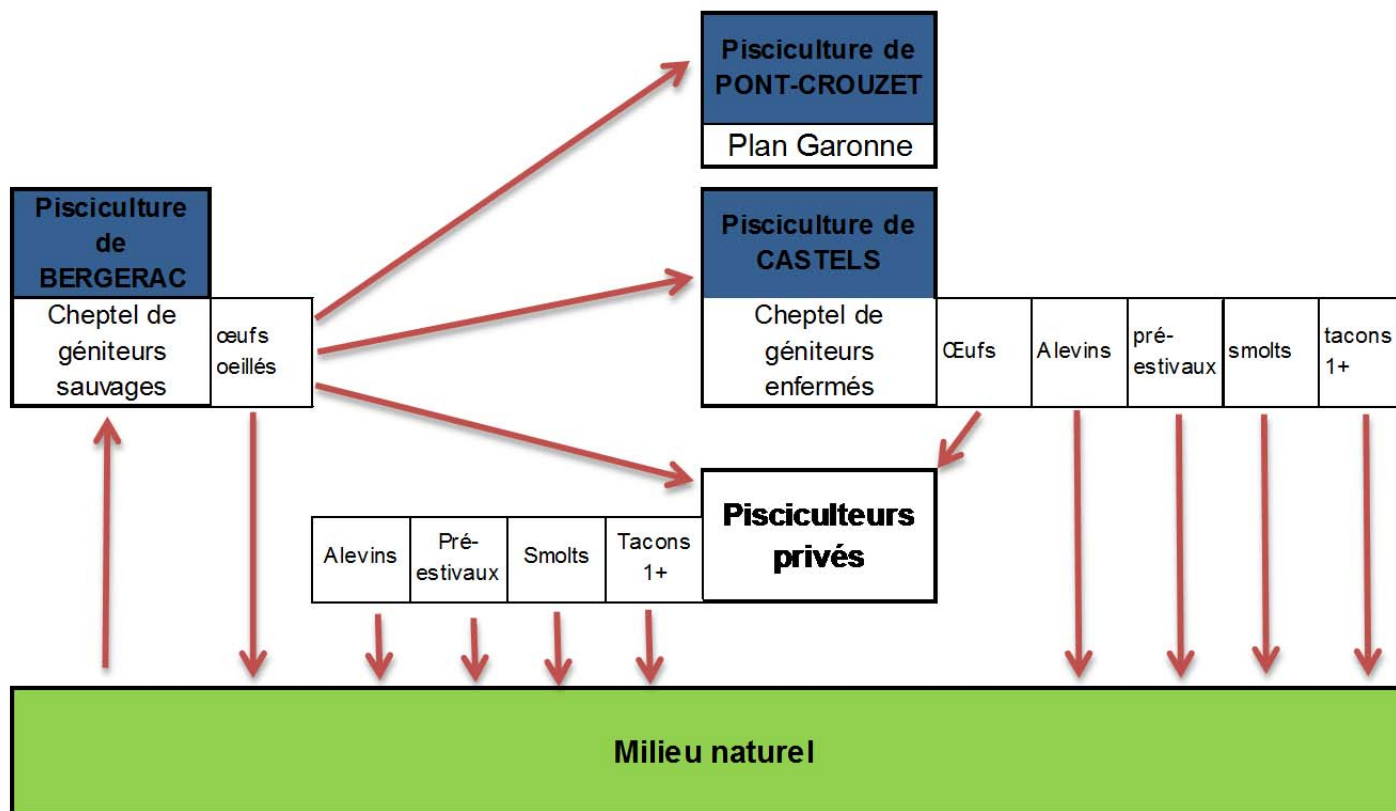 Pisciculture de
PONT-CROUZET
Plan Garonne
Pisciculture
de
BERGERAC
Cheptel de
géniteurs
sauvages
œufs
oeillés
Pisciculture de
CASTELS
Cheptel de
géniteurs
enfermés
Œufs
Alevins
pré-
estivaux
smolts
tacons
1+
Alevins
Pré-
estivaux
Smolts
Tacons
1+
Pisciculteurs
privés
Milieu naturel